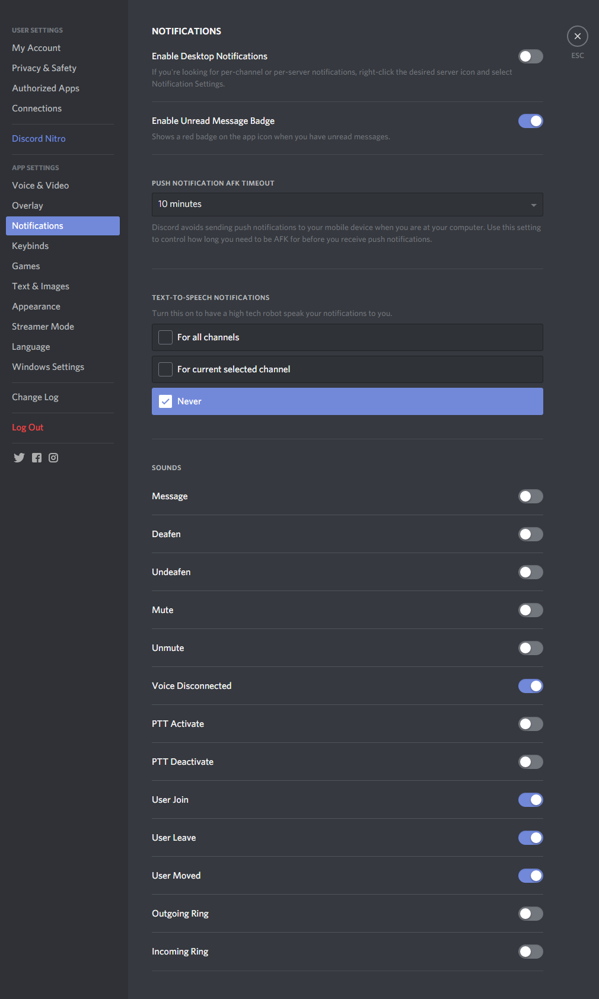 USER SETTINGS
My Account
Privacy & Safety
Authorized Apps
Connections
Discord Nitro
APP SETTINGS
Voice & Video
Overlay
Notifications
Keybinds
Games
Text & Images
Appearance
Streamer Mode
Language
Windows Settings
Change Log
Log Out
NOTIFICATIONS
ESC
Enable Desktop Notifications
If you're looking for per-channel or per-server notifications, right-click the desired server icon and select
Notification Settings.
Enable Unread Message Badge
Shows a red badge on the app icon when you have unread messages.
PUSH NOTIFICATION AFK TIMEOUT
10 minutes
Discord avoids sending push notifications to your mobile device when you are at your computer. Use this setting
to control how long you need to be AFK for before you receive push notifications.
TEXT-TO-SPEECH NOTIFICATIONS
Turn this on to have a high tech robot speak your notifications to you.
For all channels
For current selected channel
Never
SOUNDS
Message
Deafen
Undeafen
Mute
Unmute
Voice Disconnected
PTT Activate
PTT Deactivate
User Join
User Leave
User Moved
Outgoing Ring
Incoming Ring